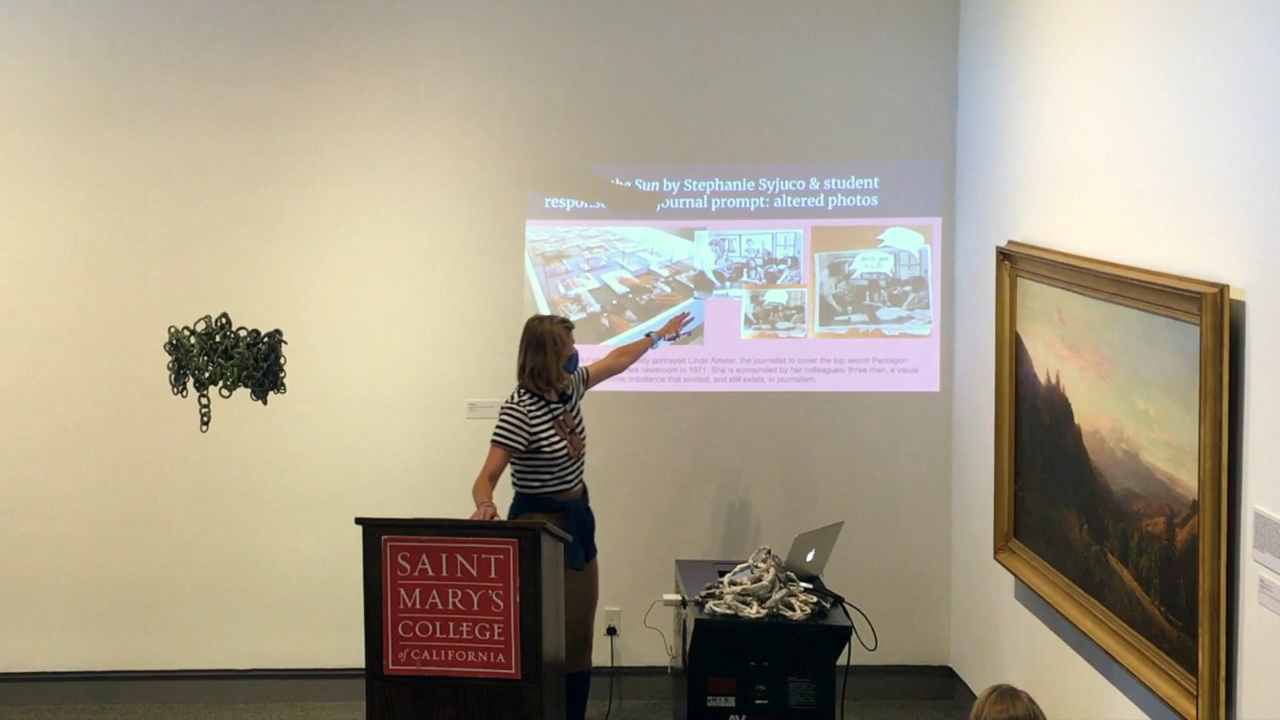 the Sun by Stephanie Syjuco & student
journal prompt: altered photos
portrayed Linda Amster, the journalist to cover the top secret Pentagon
newsroom in 1971. She is surrounded by her colleagues, three men, a visual
imbalance that existed, and still exists, in journalism.
SAINT
MARY'S
COLLEGE
of CALIFORNIA